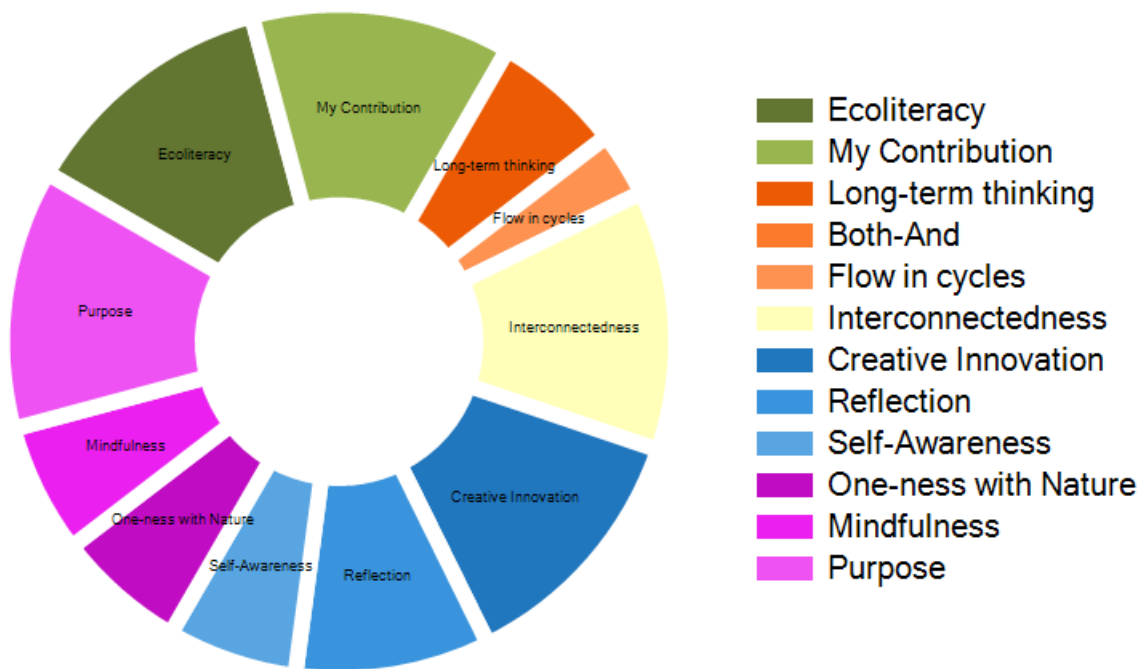 My Contribution
Ecoliteracy
Long-term thinking
Flow in cycles
Purpose
Interconnectedness
Mindfulness
Creative Innovation
One-ness with Nature
Self-Awareness
Reflection
Ecoliteracy
My Contribution
Long-term thinking
Both-And
Flow in cycles
Interconnectedness
Creative Innovation
Reflection
Self-Awareness
One-ness with Nature
Mindfulness
Purpose